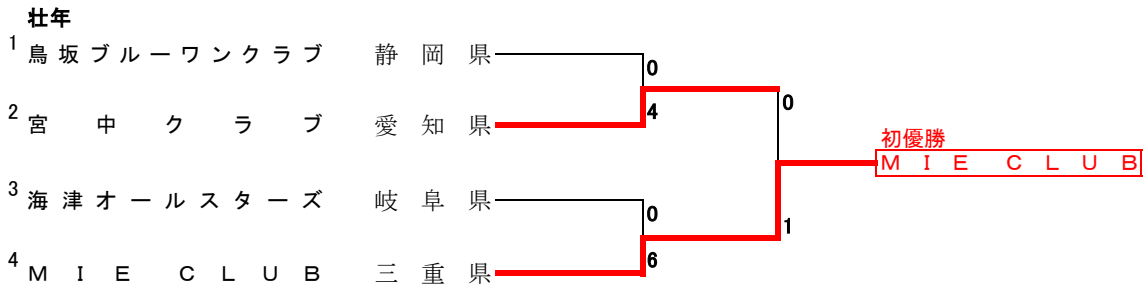 壮年
1 鳥坂ブルーワンクラブ 静岡県
0
4
2 宮中クラブ 愛知県
0
初優勝
MIE CLUB
3 海津オールスターズ 岐阜県
0
1
6
4 MIE CLUB 三重県